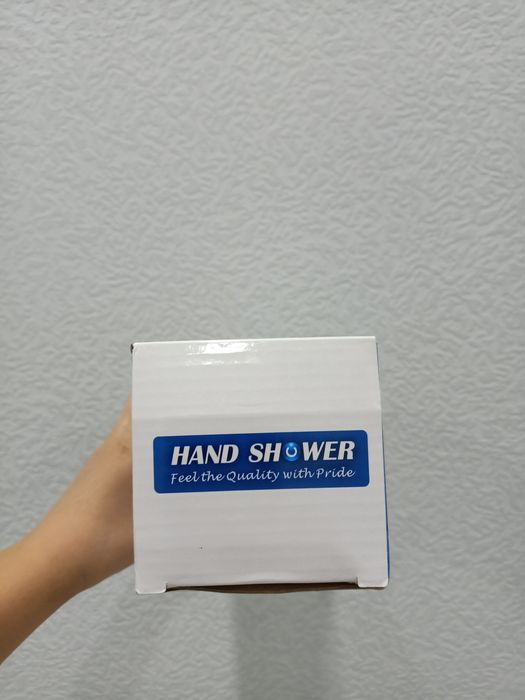 HAND SHOWER
Feel the Quality with Pride